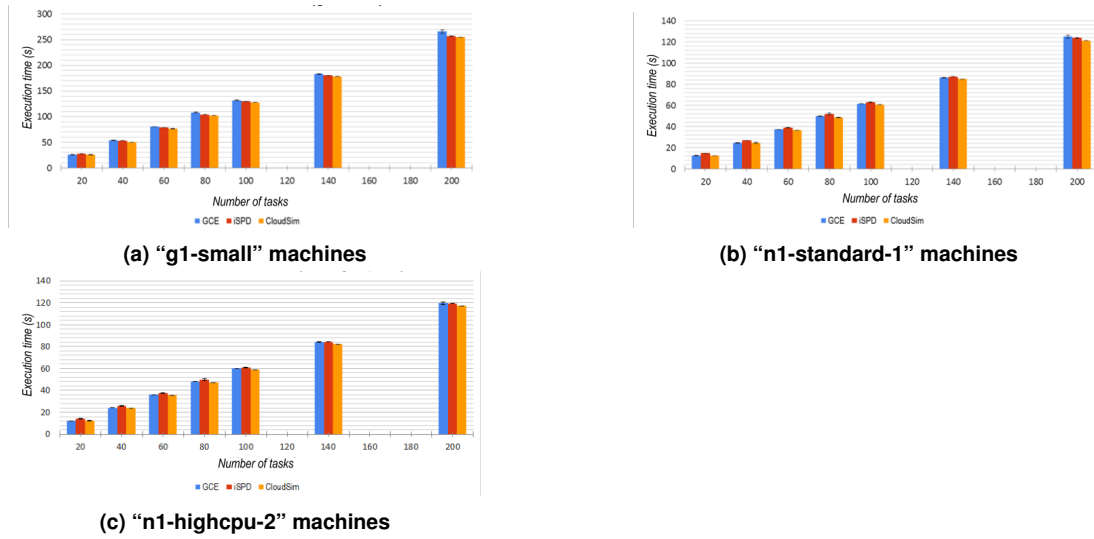 300
250
200
150
100
50
0
Execution time (s)
20 40 60 80 100 120 140 160 180 200
Number of tasks
GCE iSPD CloudSim
(a) “g1-small” machines
140
120
100
80
60
40
20
0
Execution time (s)
20 40 60 80 100 120 140 160 180 200
Number of tasks
GCE iSPD CloudSim
(b) “n1-standard-1” machines
140
120
100
80
60
40
20
0
Execution time (s)
20 40 60 80 100 120 140 160 180 200
Number of tasks
GCE iSPD CloudSim
(c) “n1-highcpu-2” machines